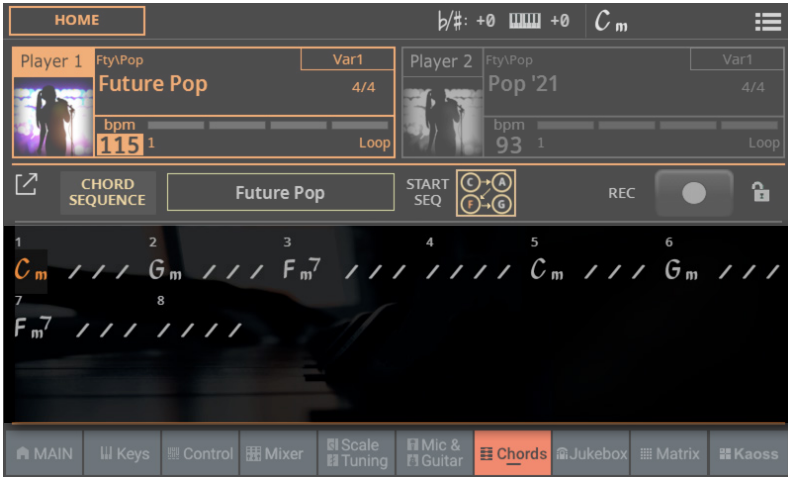 HOME
♭/♯: +0 +0 Cm
Player 1 Fty\Pop Var1
Future Pop 4/4
bpm
115 1 Loop
Player 2 Fty\Pop Var1
Pop '21 4/4
bpm
93 1 Loop
CHORD
SEQUENCE
Future Pop
START
SEQ
C A
F G
REC
1 2 3 4 5 6
Cm / / / Gm / / / Fm7 / / / / / / / Cm / / / Gm / / /
7 8
Fm7 / / / / / / /
MAIN
Keys
Control
Mixer
Scale
Tuning
Mic &
Guitar
Chords
Jukebox
Matrix
Kaoss